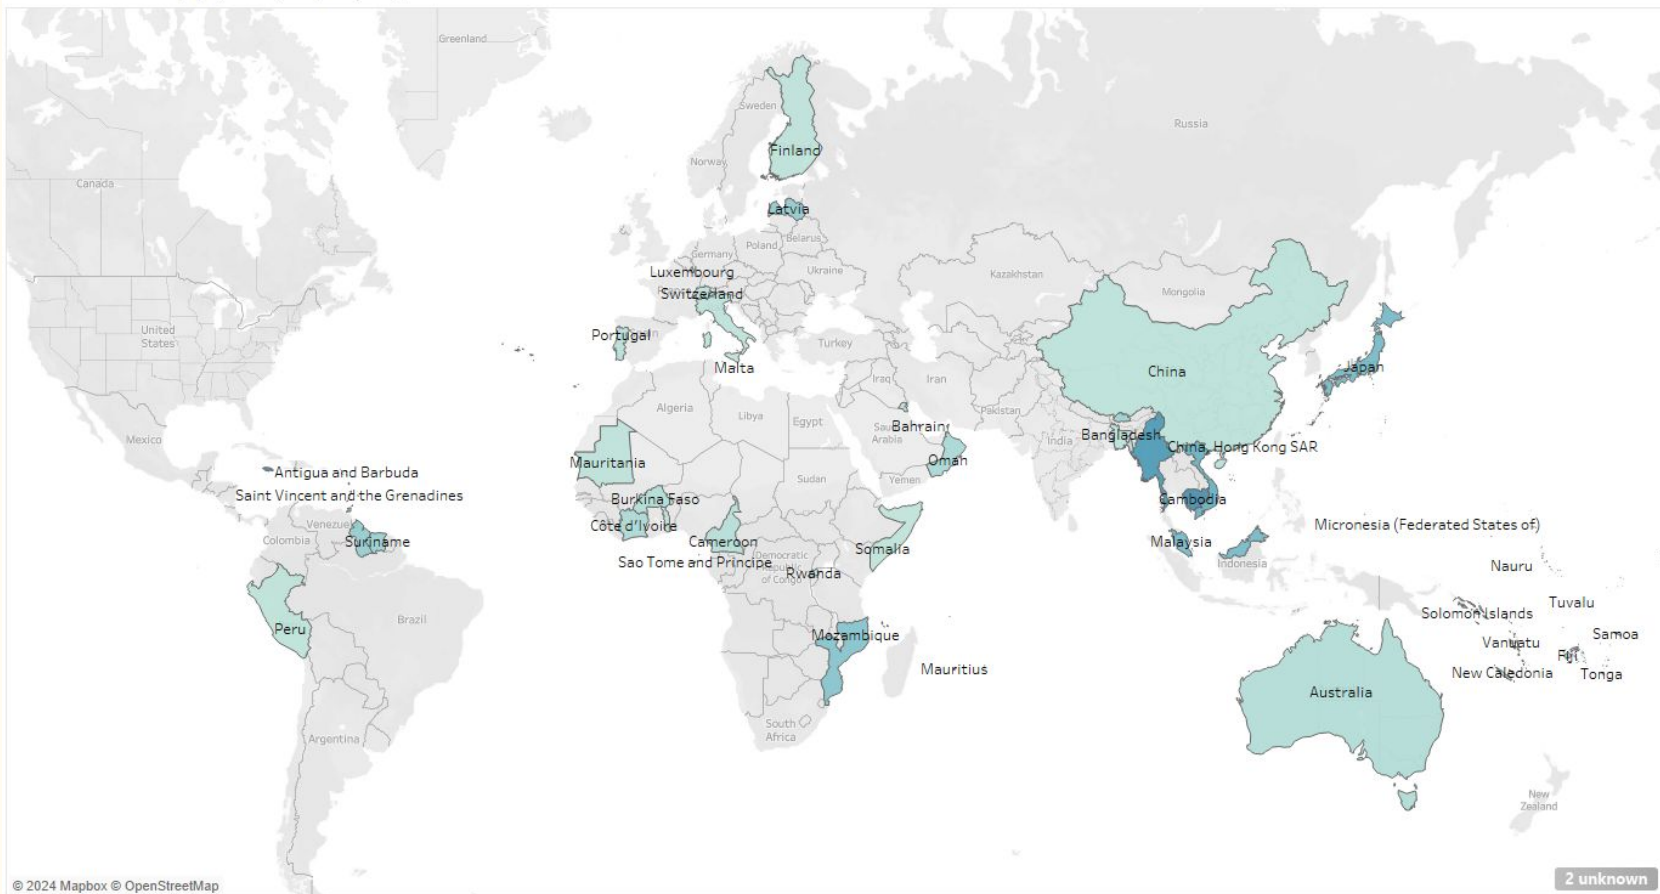 Greenland
Sweden
Russia
Finland
Norway
Canada
Latvia
Belarus
Poland
Germany
Luxembourg
Ukraine
Kazakhstan
Switzerland
Mongolia
United
States
Portugal
Turkey
Malta
China
Japan
Iraq
Iran
Algeria
Libya
Egypt
Pakistan
Mexico
Bahrain
Saudi
Arabia
Bangladesh
India
China, Hong Kong SAR
Mauritania
Oman
Antigua and Barbuda
Sudan
Yemen
Saint Vincent and the Grenadines
Burkina Faso
Cambodia
Venezuela
Côte d'Ivoire
Micronesia (Federated States of)
Colombia
Suriname
Cameroon
Somalia
Malaysia
Democratic
Republic
of Congo
Sao Tome and Principe
Indonesia
Nauru
Rwanda
Tuvalu
Solomon Islands
Brazil
Peru
Mozambique
Samoa
Vanuatu
Fiji
Mauritius
New Caledonia
Tonga
Australia
South
Africa
Argentina
New
Zealand
© 2024 Mapbox © OpenStreetMap
2 unknown